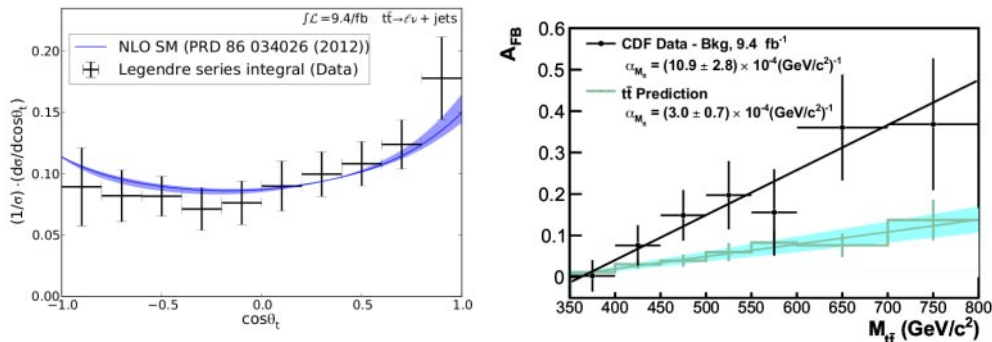 ∫ℒ =9.4/fb   tt̄→ℓν + jets
NLO SM (PRD 86 034026 (2012))
Legendre series integral (Data)
(1/σ)·(dσ/dcosθt)
0.20
0.15
0.10
0.05
0.00
-1.0 -0.5 0.0 0.5 1.0
cosθt
AFB
CDF Data - Bkg, 9.4 fb⁻¹
αMtt̄ = (10.9 ± 2.8) × 10⁻⁴(GeV/c²)⁻¹
tt̄ Prediction
αMtt̄ = (3.0 ± 0.7) × 10⁻⁴(GeV/c²)⁻¹
0.6
0.5
0.4
0.3
0.2
0.1
0
350 400 450 500 550 600 650 700 750 800
Mtt̄ (GeV/c²)